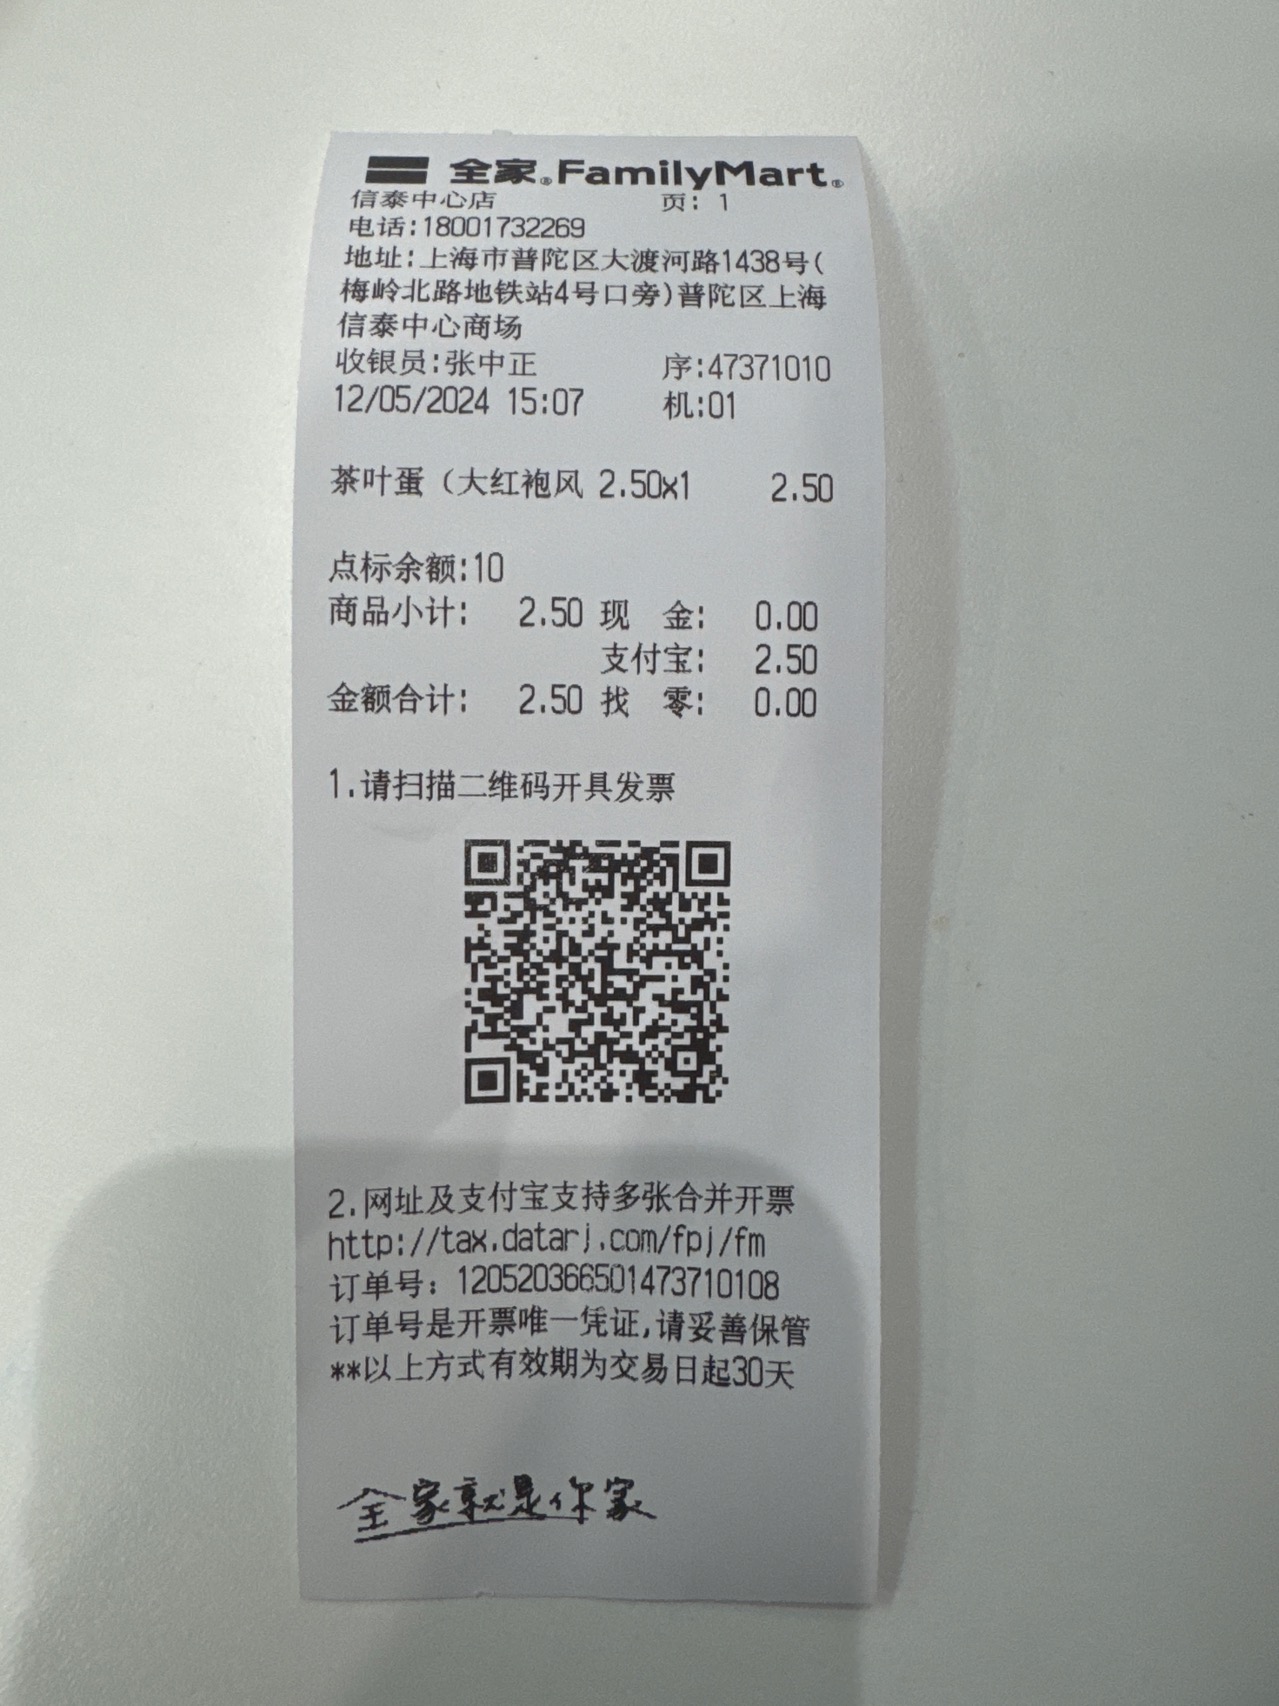 全家®FamilyMart®
信泰中心店 页: 1
电话:18001732269
地址:上海市普陀区大渡河路1438号(
梅岭北路地铁站4号口旁)普陀区上海
信泰中心商场
收银员:张中正 序:47371010
12/05/2024 15:07 机:01
茶叶蛋（大红袍风 2.50x1 2.50
点标余额:10
商品小计: 2.50 现 金: 0.00
支付宝: 2.50
金额合计: 2.50 找 零: 0.00
1.请扫描二维码开具发票
2.网址及支付宝支持多张合并开票
http://tax.datarj.com/fpj/fm
订单号: 120520366501473710108
订单号是开票唯一凭证,请妥善保管
**以上方式有效期为交易日起30天
全家就是你家